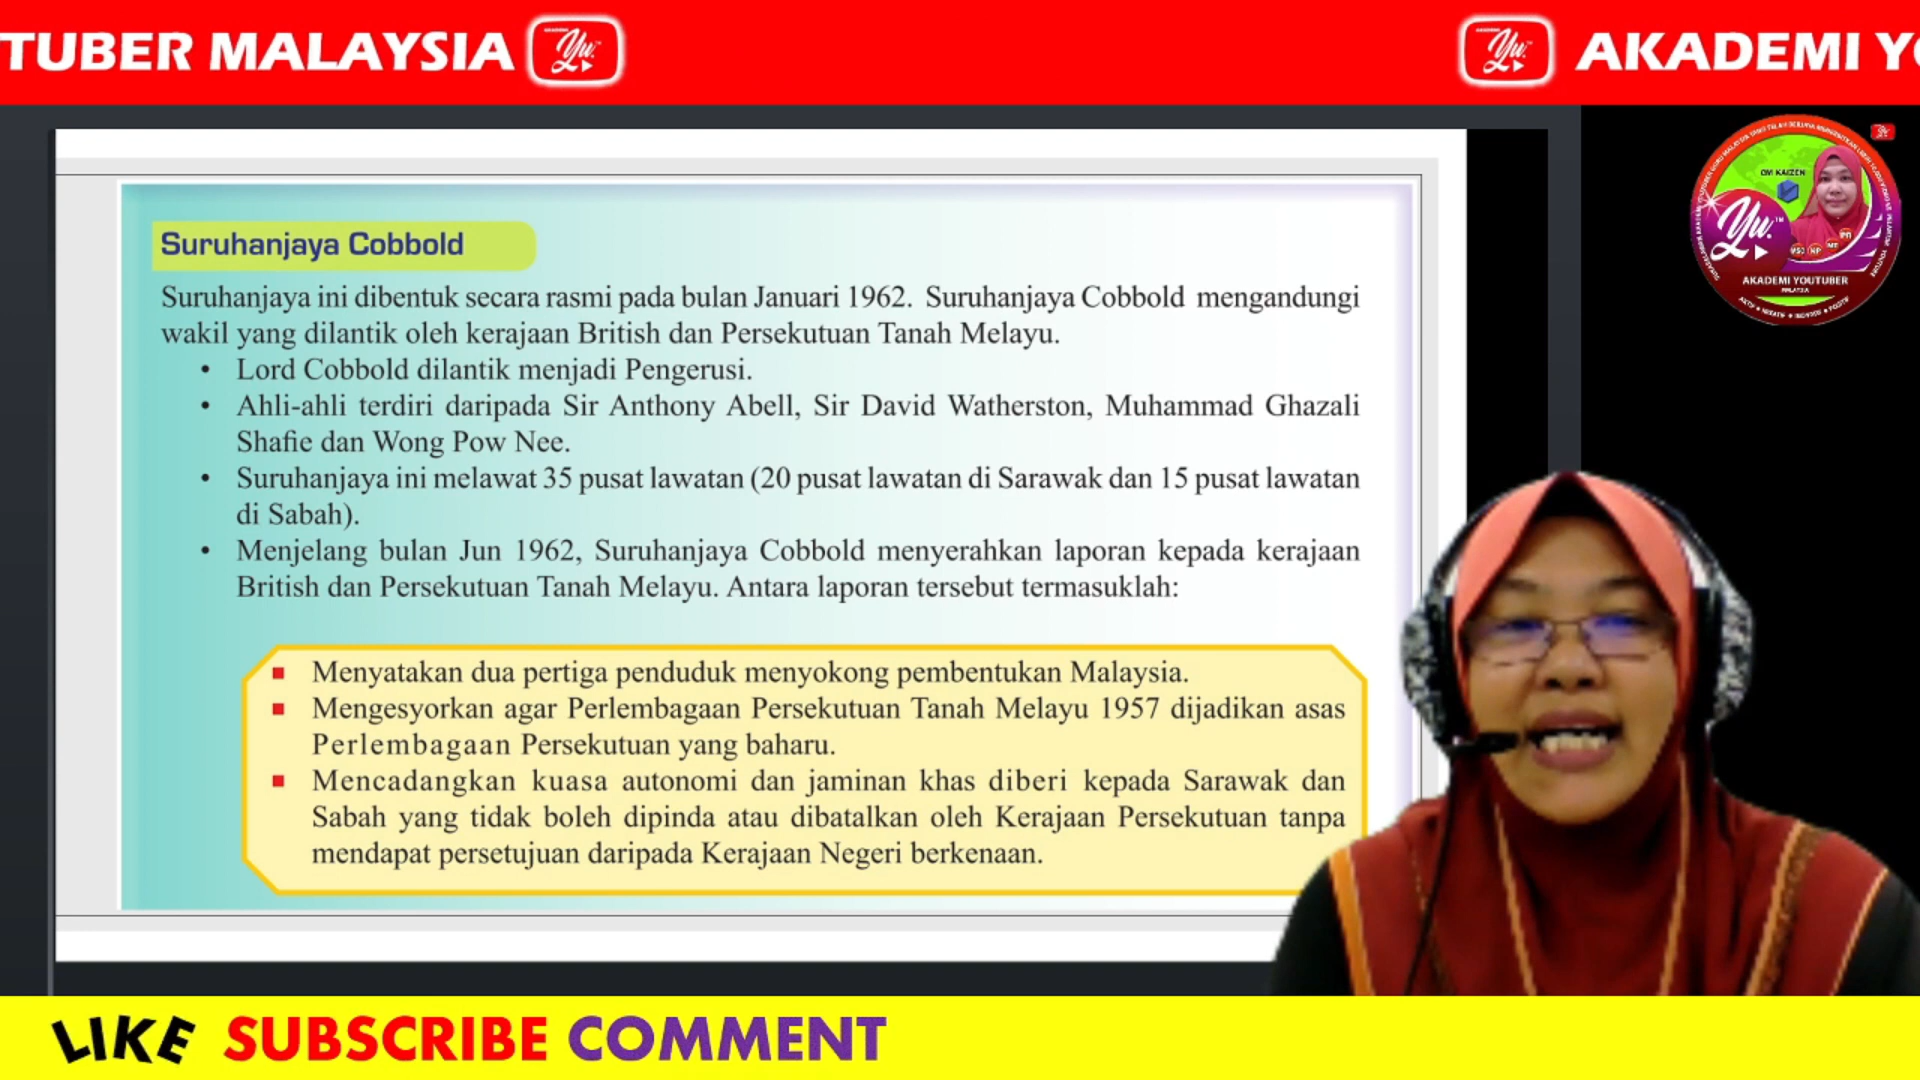 TUBER MALAYSIA
AKADEMI Y
Suruhanjaya Cobbold
Suruhanjaya ini dibentuk secara rasmi pada bulan Januari 1962. Suruhanjaya Cobbold mengandungi
wakil yang dilantik oleh kerajaan British dan Persekutuan Tanah Melayu.
• Lord Cobbold dilantik menjadi Pengerusi.
• Ahli-ahli terdiri daripada Sir Anthony Abell, Sir David Watherston, Muhammad Ghazali
Shafie dan Wong Pow Nee.
• Suruhanjaya ini melawat 35 pusat lawatan (20 pusat lawatan di Sarawak dan 15 pusat lawatan
di Sabah).
• Menjelang bulan Jun 1962, Suruhanjaya Cobbold menyerahkan laporan kepada kerajaan
British dan Persekutuan Tanah Melayu. Antara laporan tersebut termasuklah:
▪ Menyatakan dua pertiga penduduk menyokong pembentukan Malaysia.
▪ Mengesyorkan agar Perlembagaan Persekutuan Tanah Melayu 1957 dijadikan asas
Perlembagaan Persekutuan yang baharu.
▪ Mencadangkan kuasa autonomi dan jaminan khas diberi kepada Sarawak dan
Sabah yang tidak boleh dipinda atau dibatalkan oleh Kerajaan Persekutuan tanpa
mendapat persetujuan daripada Kerajaan Negeri berkenaan.
Yu.
AKADEMI YOUTUBER
MALAYSIA
LIKE SUBSCRIBE COMMENT